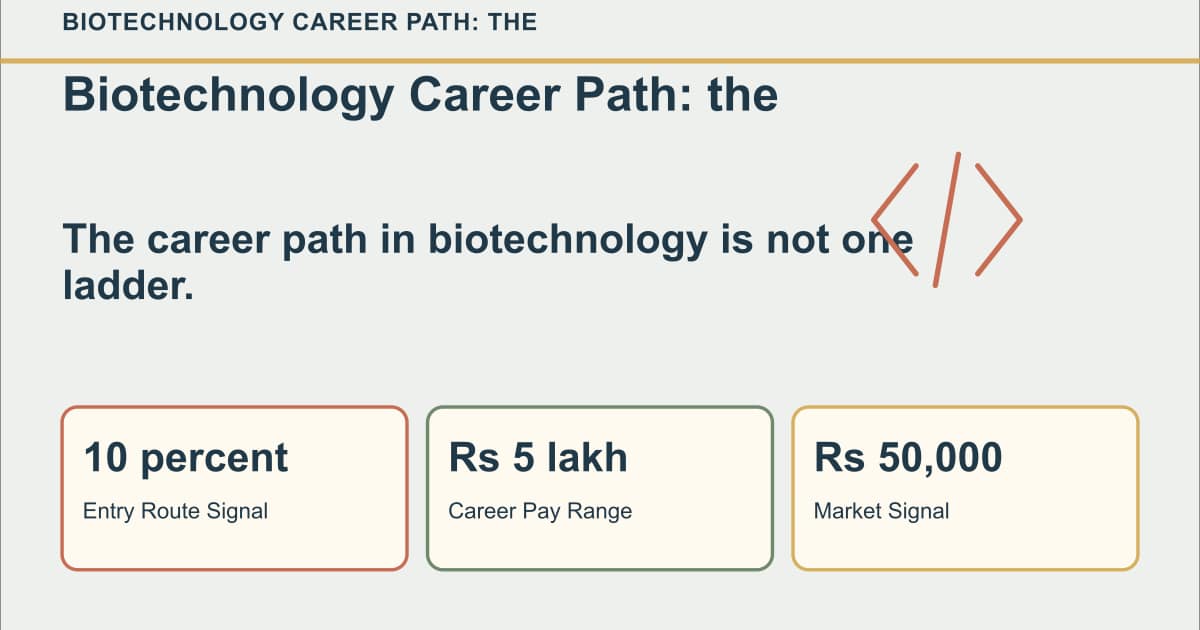 BIOTECHNOLOGY CAREER PATH: THE
Biotechnology Career Path: the
The career path in biotechnology is not one
ladder.
10 percent
Entry Route Signal
Rs 5 lakh
Career Pay Range
Rs 50,000
Market Signal